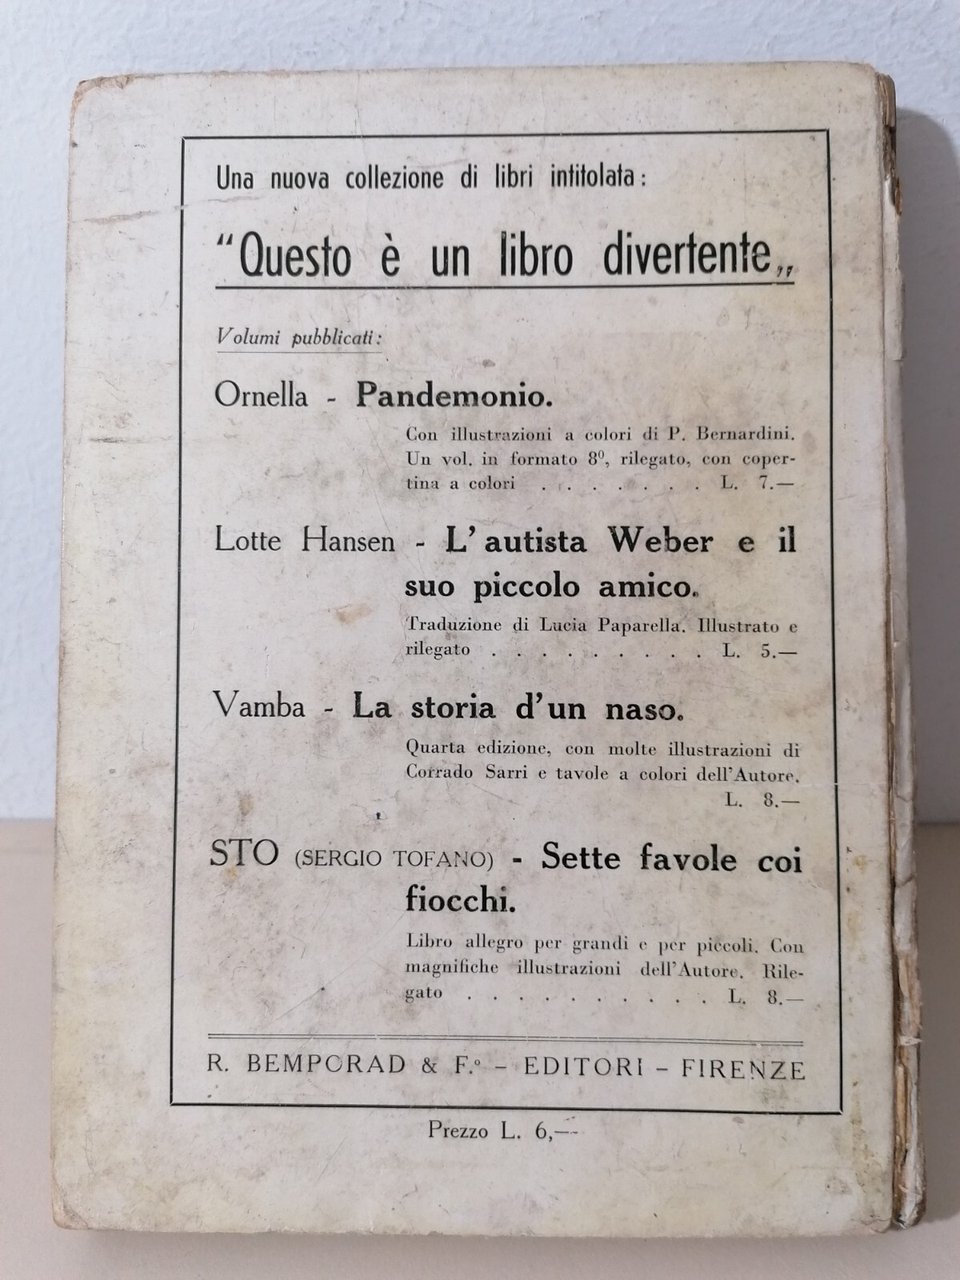 Una nuova collezione di libri intitolata:
“Questo è un libro divertente„
Volumi pubblicati:
Ornella - Pandemonio.
Con illustrazioni a colori di P. Bernardini.
Un vol. in formato 8⁰, rilegato, con coper-
tina a colori . . . . . . . L. 7.—
Lotte Hansen - L'autista Weber e il
suo piccolo amico.
Traduzione di Lucia Paparella. Illustrato e
rilegato . . . . . . . . . L. 5.—
Vamba - La storia d'un naso.
Quarta edizione, con molte illustrazioni di
Corrado Sarri e tavole a colori dell'Autore.
L. 8.—
STO (SERGIO TOFANO) - Sette favole coi
fiocchi.
Libro allegro per grandi e per piccoli. Con
magnifiche illustrazioni dell'Autore. Rile-
gato . . . . . . . . . . L. 8.—
R. BEMPORAD & F.º - EDITORI - FIRENZE
Prezzo L. 6,—